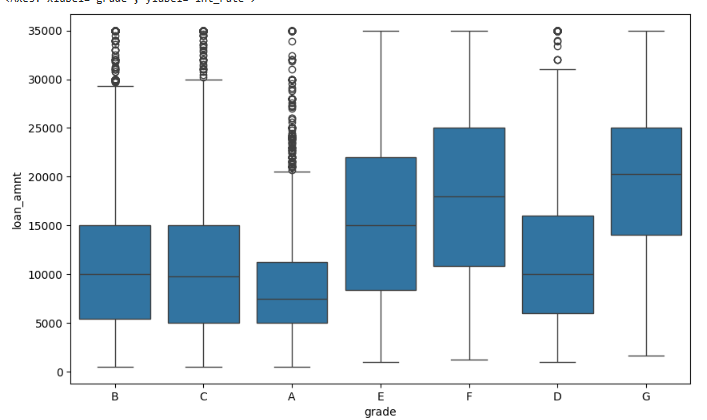 <Axes: xlabel='grade', ylabel='int_rate'>
35000
30000
25000
20000
15000
10000
5000
0
loan_amnt
B C A E F D G
grade